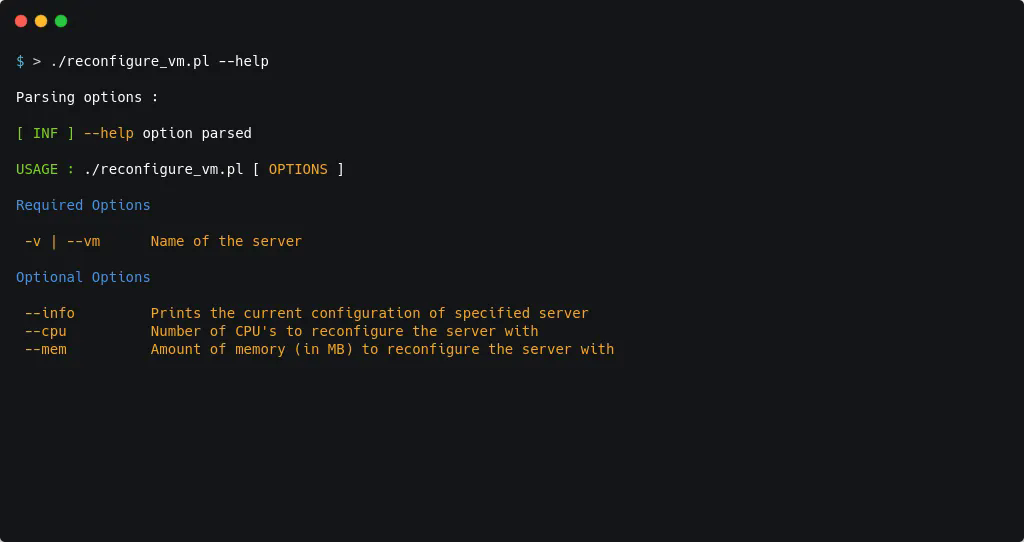 $ > ./reconfigure_vm.pl --help
Parsing options :
[ INF ] --help option parsed
USAGE : ./reconfigure_vm.pl [ OPTIONS ]
Required Options
-v | --vm      Name of the server
Optional Options
--info         Prints the current configuration of specified server
--cpu          Number of CPU's to reconfigure the server with
--mem          Amount of memory (in MB) to reconfigure the server with